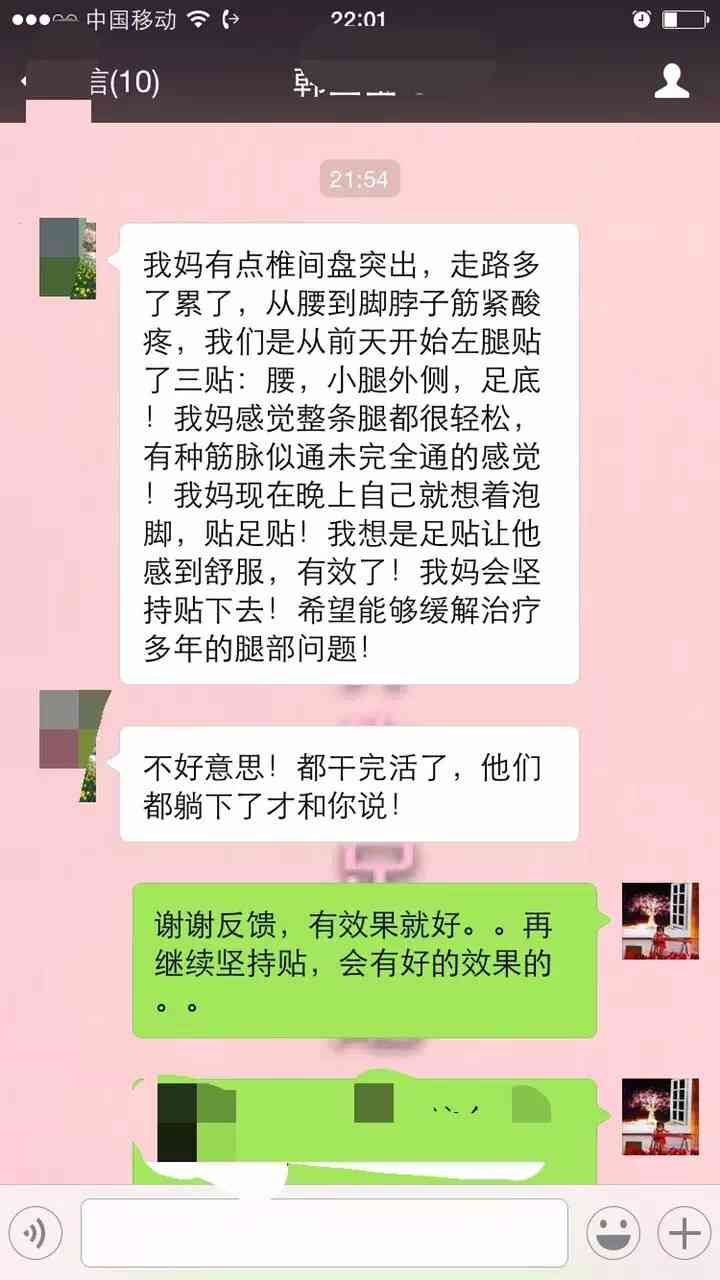 中国移动
22:01
信(10)
21:54
我妈有点椎间盘突出，走路多
了累了，从腰到脚脖子筋紧酸
疼，我们是从前天开始左腿贴
了三贴：腰，小腿外侧，足底
！我妈感觉整条腿都很轻松，
有种筋脉似通未完全通的感觉
！我妈现在晚上自己就想着泡
脚，贴足贴！我想是足贴让他
感到舒服，有效了！我妈会坚
持贴下去！希望能够缓解治疗
多年的腿部问题！
不好意思！都干完活了，他们
都躺下了才和你说！
谢谢反馈，有效果就好。。再
继续坚持贴，会有好的效果的
。。